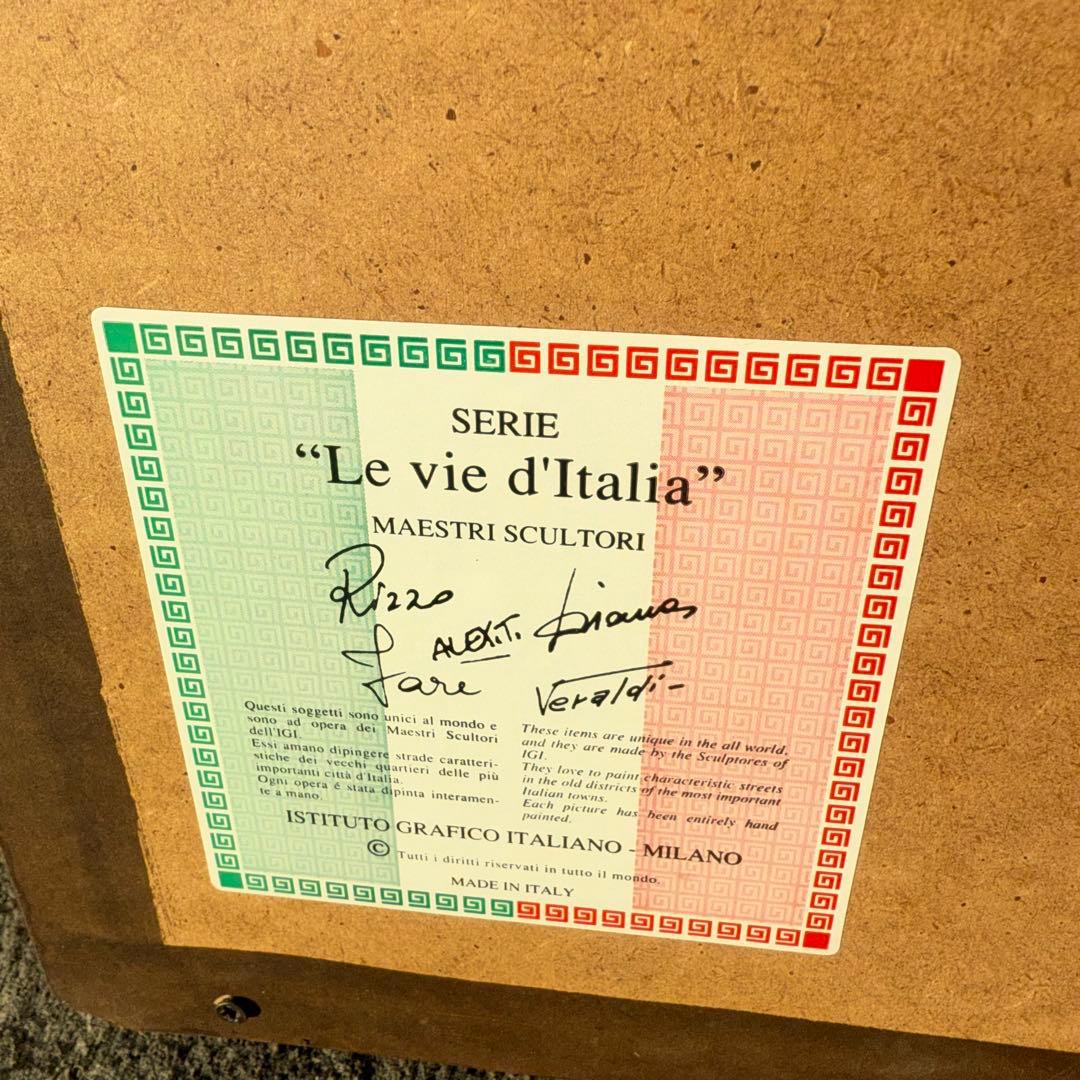 SERIE
“Le vie d'Italia”
MAESTRI SCULTORI
Rizzo
ALEX.T.
Fare
Veraldi-
Questi soggetti sono unici al mondo e
sono ad opera dei Maestri Scultori
dell'IGI.
Essi amano dipingere strade caratteri-
stiche dei vecchi quartieri delle più
importanti città d'Italia.
Ogni opera é stata dipinta interamen-
te a mano.
These items are unique in the all world,
and they are made by the Sculptores of
IGI.
They love to paint characteristic streets
in the old districts of the most important
Italian towns.
Each picture has been entirely hand
painted.
ISTITUTO GRAFICO ITALIANO - MILANO
© Tutti i diritti riservati in tutto il mondo.
MADE IN ITALY